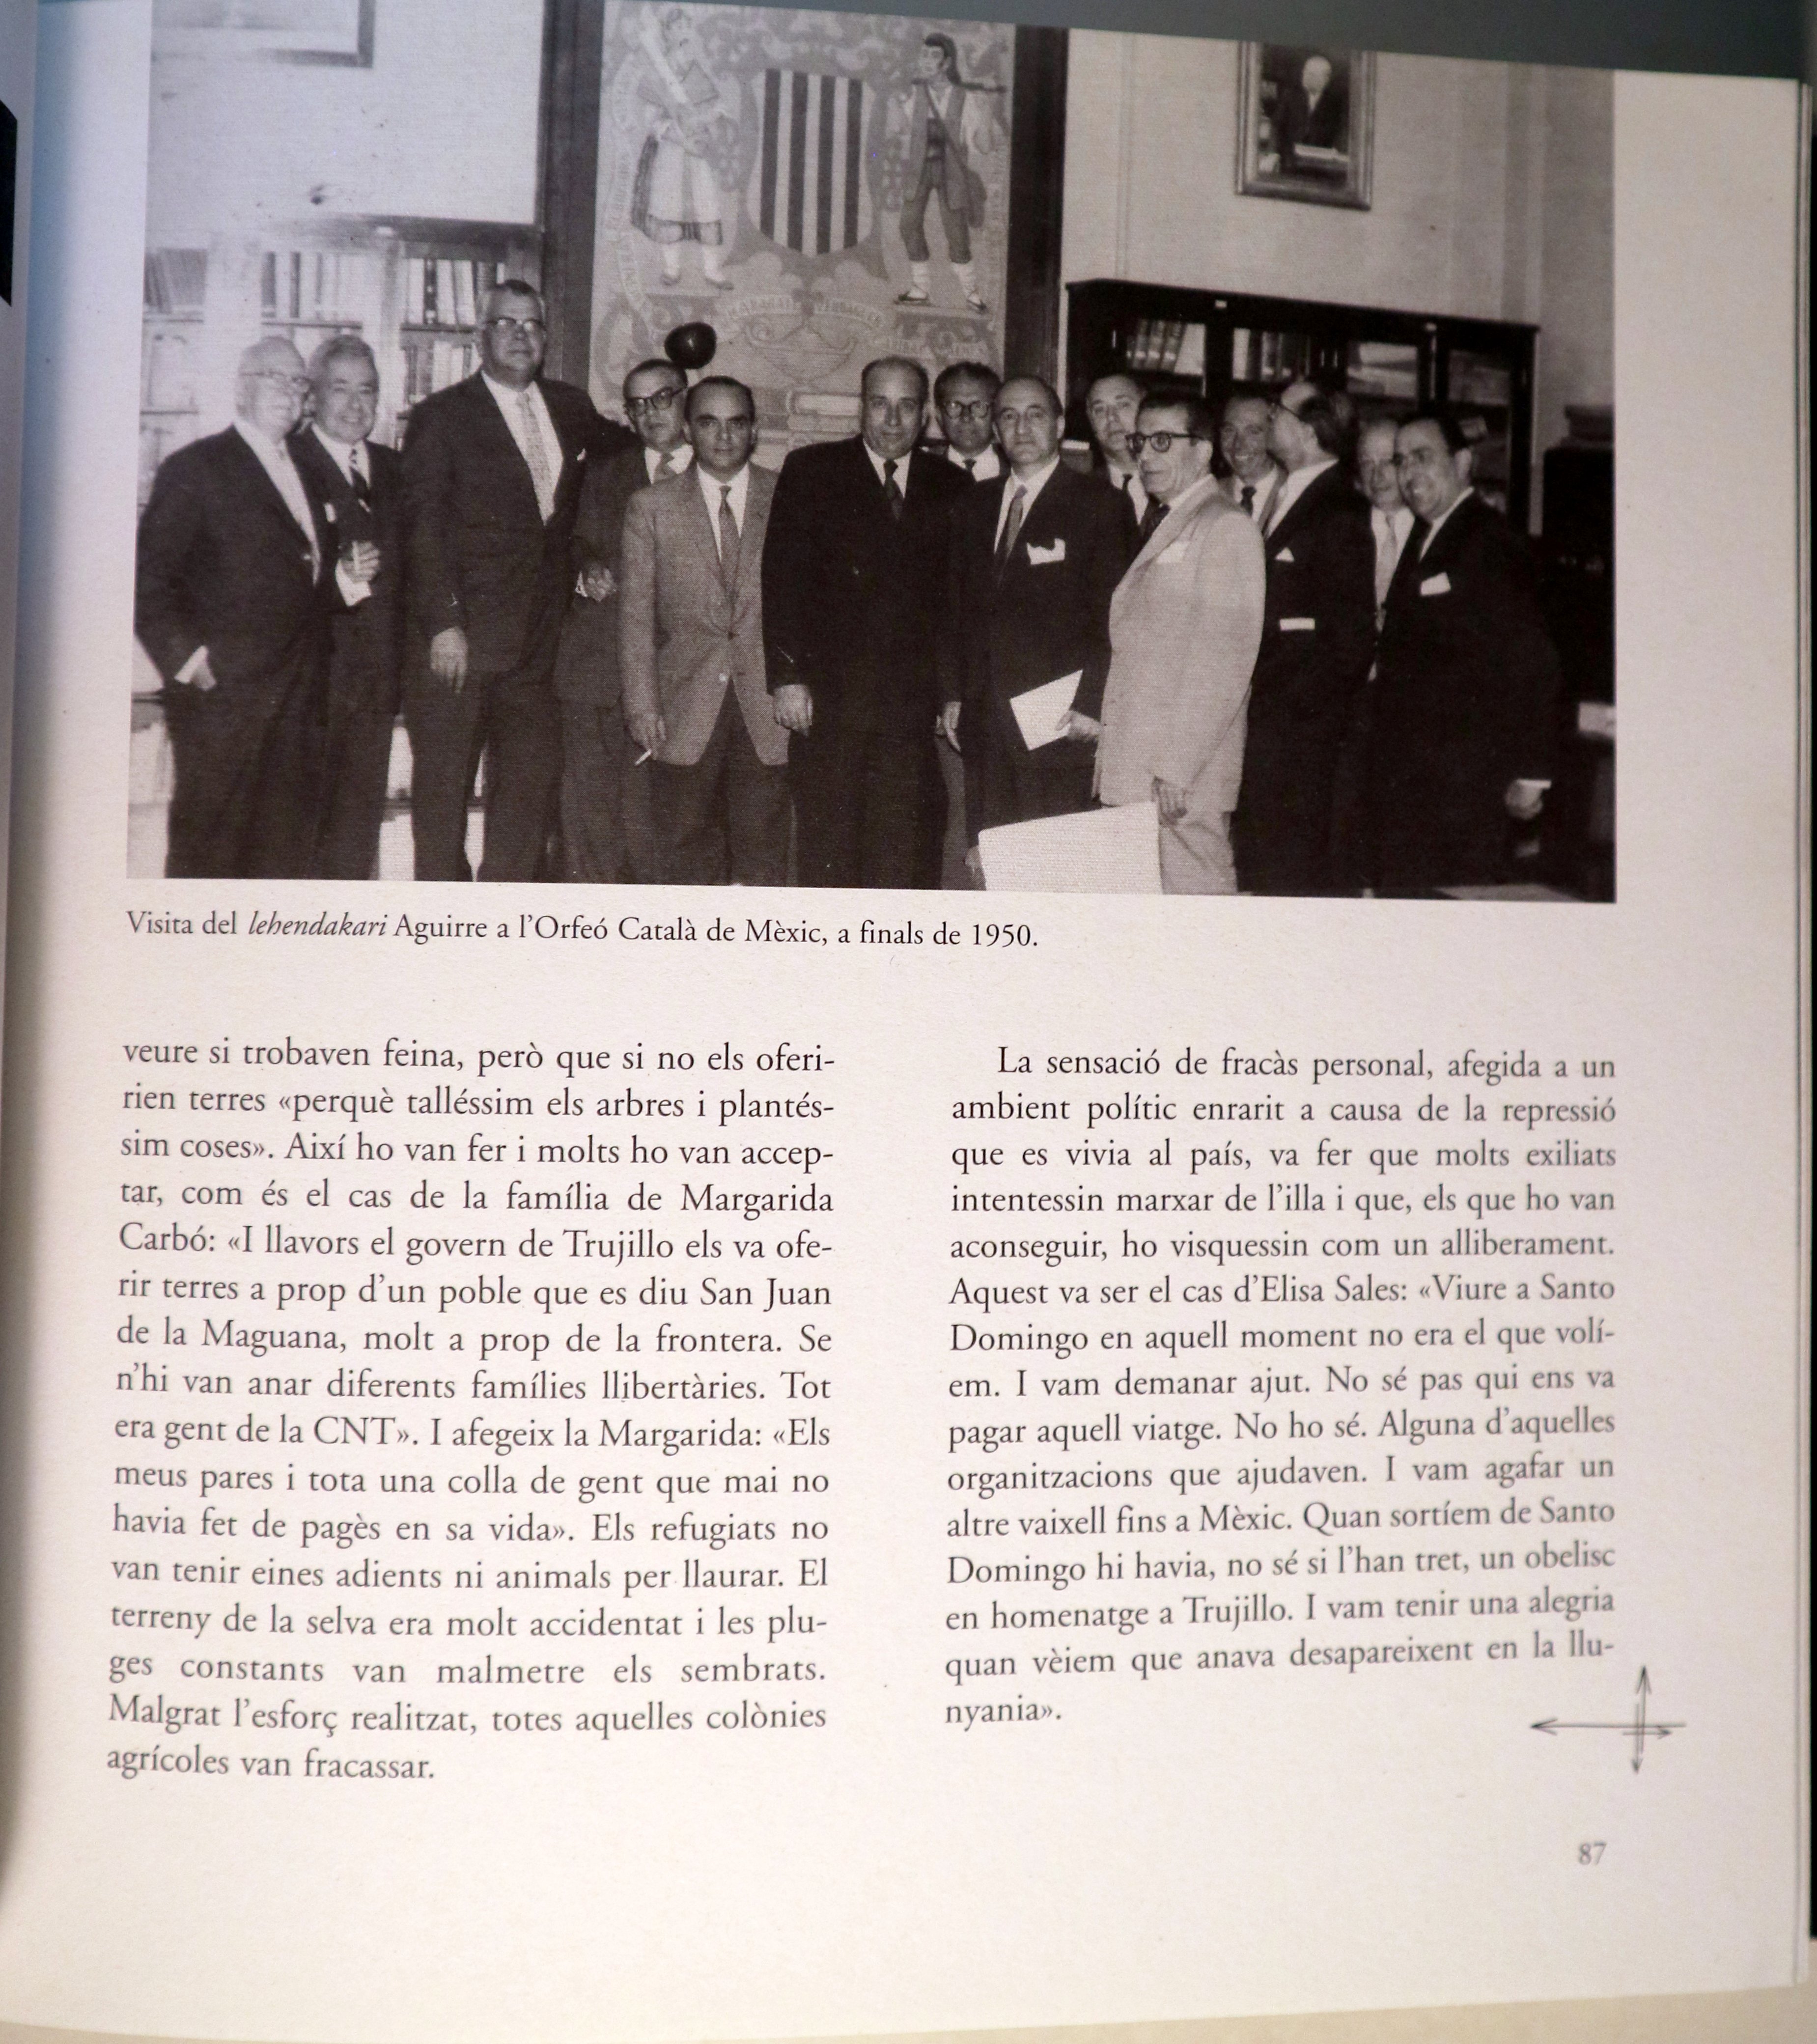 Visita del lehendakari Aguirre a l’Orfeó Català de Mèxic, a finals de 1950.
veure si trobaven feina, però que si no els oferi-
rien terres «perquè talléssim els arbres i plantés-
sim coses». Així ho van fer i molts ho van accep-
tar, com és el cas de la família de Margarida
Carbó: «I llavors el govern de Trujillo els va ofe-
rir terres a prop d’un poble que es diu San Juan
de la Maguana, molt a prop de la frontera. Se
n’hi van anar diferents famílies llibertàries. Tot
era gent de la CNT». I afegeix la Margarida: «Els
meus pares i tota una colla de gent que mai no
havia fet de pagès en sa vida». Els refugiats no
van tenir eines adients ni animals per llaurar. El
terreny de la selva era molt accidentat i les plu-
ges constants van malmetre els sembrats.
Malgrat l’esforç realitzat, totes aquelles colònies
agrícoles van fracassar.
La sensació de fracàs personal, afegida a un
ambient polític enrarit a causa de la repressió
que es vivia al país, va fer que molts exiliats
intentessin marxar de l’illa i que, els que ho van
aconseguir, ho visquessin com un alliberament.
Aquest va ser el cas d’Elisa Sales: «Viure a Santo
Domingo en aquell moment no era el que volí-
em. I vam demanar ajut. No sé pas qui ens va
pagar aquell viatge. No ho sé. Alguna d’aquelles
organitzacions que ajudaven. I vam agafar un
altre vaixell fins a Mèxic. Quan sortíem de Santo
Domingo hi havia, no sé si l’han tret, un obelisc
en homenatge a Trujillo. I vam tenir una alegria
quan vèiem que anava desapareixent en la llu-
nyania».
87